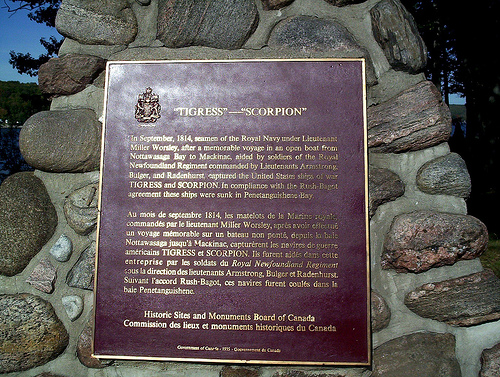 "TIGRESS"—"SCORPION"
In September, 1814, seamen of the Royal Navy under Lieutenant
Miller Worsley, after a memorable voyage in an open boat from
Nottawasaga Bay to Mackinac, aided by soldiers of the Royal
Newfoundland Regiment commanded by Lieutenants Armstrong,
Bulger, and Radenhurst, captured the United States ships of war
TIGRESS and SCORPION. In compliance with the Rush-Bagot
agreement these ships were sunk in Penetanguishene Bay.
Au mois de septembre 1814, les matelots de la Marine royale,
commandés par le lieutenant Miller Worsley, après avoir effectué
un voyage mémorable sur un bateau non ponté, depuis la baie
Nottawasaga jusqu'à Mackinac, capturèrent les navires de guerre
américains TIGRESS et SCORPION. Ils furent aidés dans cette
entreprise par les soldats du Royal Newfoundland Regiment
sous la direction des lieutenants Armstrong, Bulger et Radenhurst.
Suivant l'accord Rush-Bagot, ces navires furent coulés dans la
baie Penetanguishene.
Historic Sites and Monuments Board of Canada
Commission des lieux et monuments historiques du Canada
Government of Canada - 1975 - Gouvernement du Canada